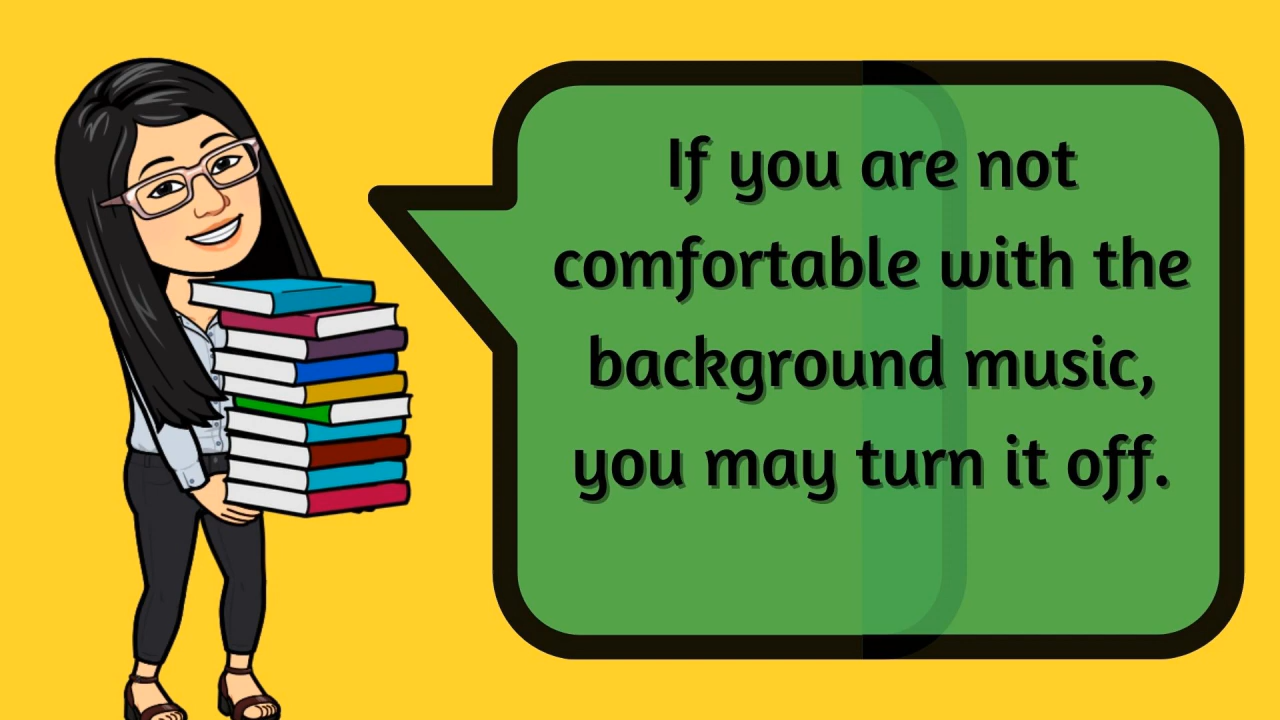 If you are not
comfortable with the
background music,
you may turn it off.